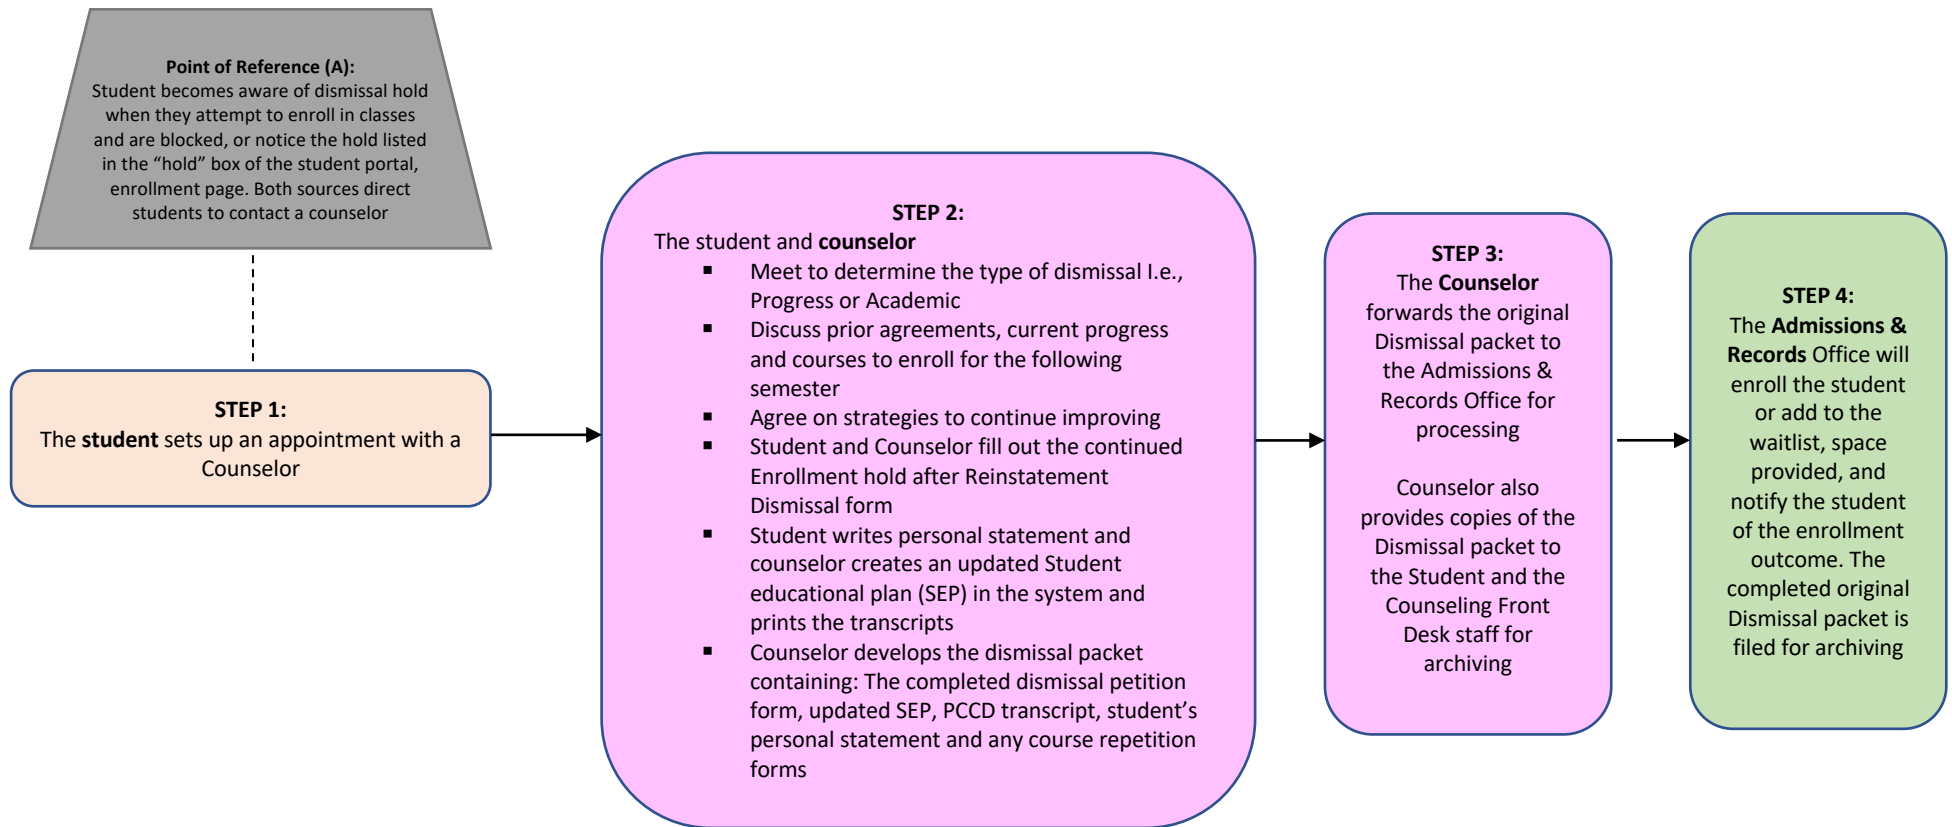 Point of Reference (A):
Student becomes aware of dismissal hold
when they attempt to enroll in classes
and are blocked, or notice the hold listed
in the “hold” box of the student portal,
enrollment page. Both sources direct
students to contact a counselor
STEP 1:
The student sets up an appointment with a
Counselor
STEP 2:
The student and counselor
▪ Meet to determine the type of dismissal I.e.,
Progress or Academic
▪ Discuss prior agreements, current progress
and courses to enroll for the following
semester
▪ Agree on strategies to continue improving
▪ Student and Counselor fill out the continued
Enrollment hold after Reinstatement
Dismissal form
▪ Student writes personal statement and
counselor creates an updated Student
educational plan (SEP) in the system and
prints the transcripts
▪ Counselor develops the dismissal packet
containing: The completed dismissal petition
form, updated SEP, PCCD transcript, student’s
personal statement and any course repetition
forms
STEP 3:
The Counselor
forwards the original
Dismissal packet to
the Admissions &
Records Office for
processing
Counselor also
provides copies of the
Dismissal packet to
the Student and the
Counseling Front
Desk staff for
archiving
STEP 4:
The Admissions &
Records Office will
enroll the student
or add to the
waitlist, space
provided, and
notify the student
of the enrollment
outcome. The
completed original
Dismissal packet is
filed for archiving